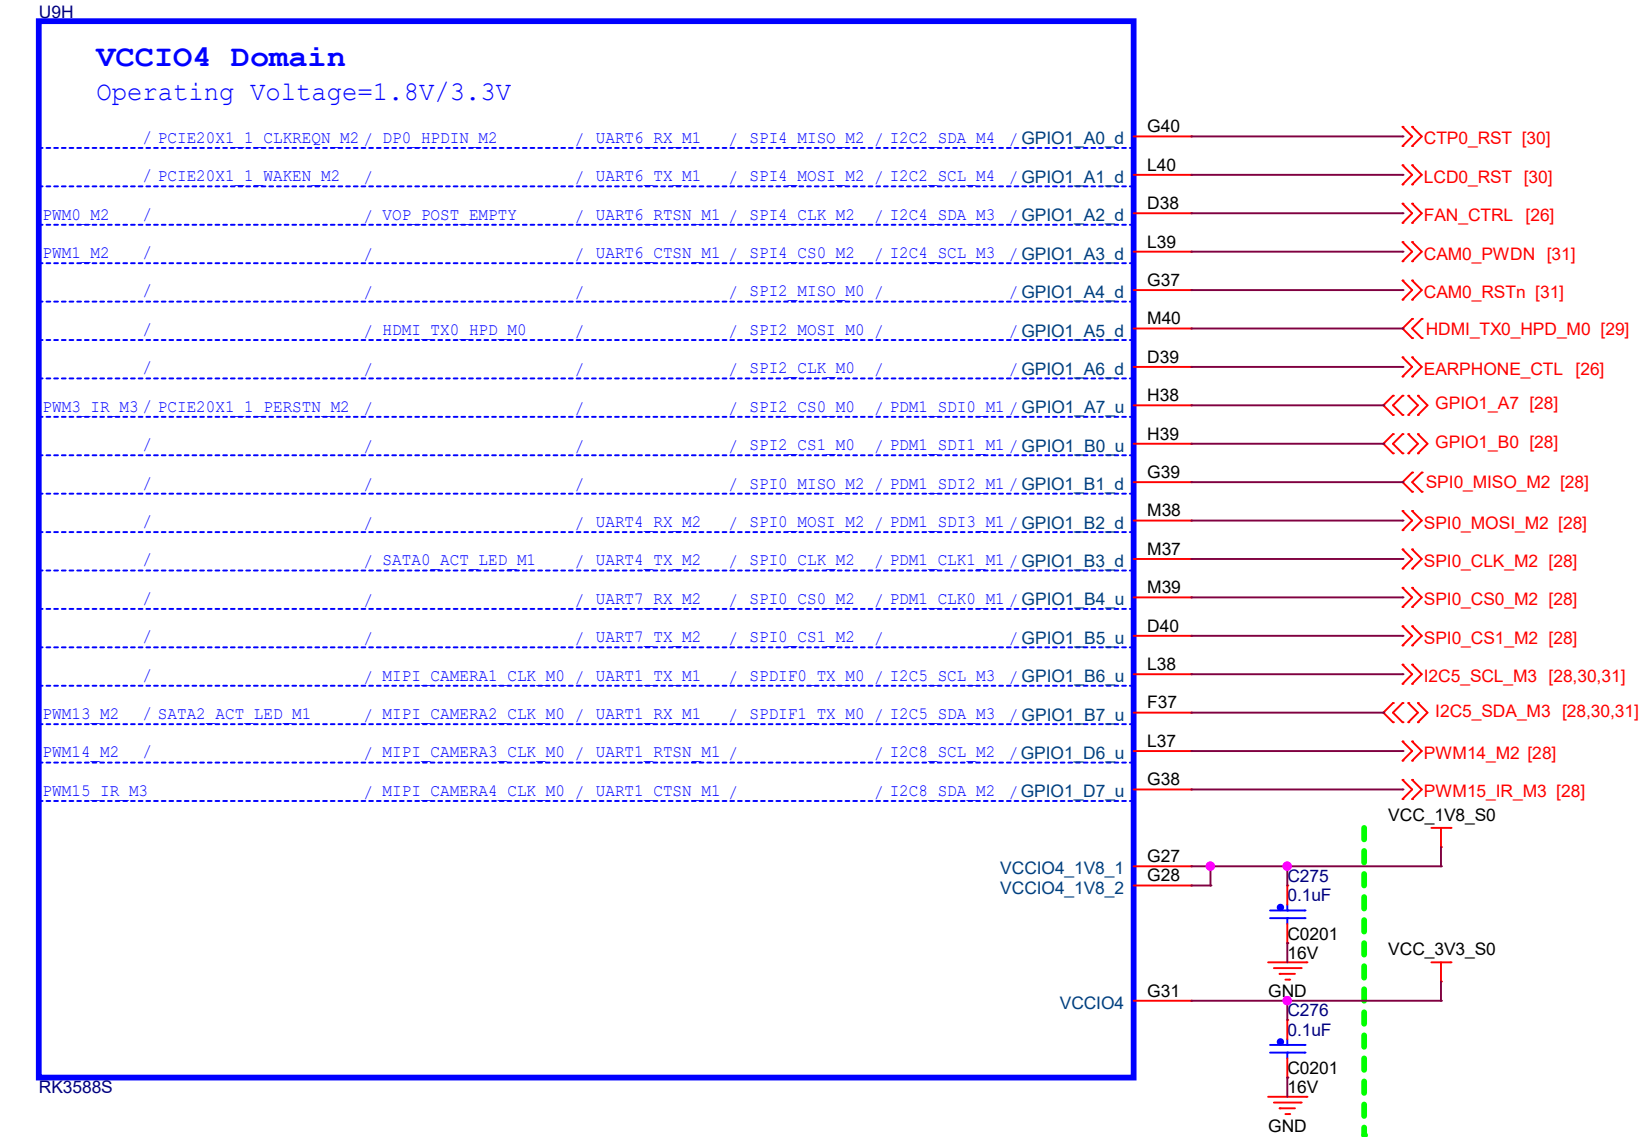 U9H
VCCIO4 Domain
Operating Voltage=1.8V/3.3V
/ PCIE20X1_1_CLKREQN_M2 / DP0_HPDIN_M2 / UART6_RX_M1 / SPI4_MISO_M2 / I2C2_SDA_M4 / GPIO1_A0_d G40 CTP0_RST [30]
/ PCIE20X1_1_WAKEN_M2 / / UART6_TX_M1 / SPI4_MOSI_M2 / I2C2_SCL_M4 / GPIO1_A1_d L40 LCD0_RST [30]
PWM0_M2 / / VOP_POST_EMPTY / UART6_RTSN_M1 / SPI4_CLK_M2 / I2C4_SDA_M3 / GPIO1_A2_d D38 FAN_CTRL [26]
PWM1_M2 / / / UART6_CTSN_M1 / SPI4_CS0_M2 / I2C4_SCL_M3 / GPIO1_A3_d L39 CAM0_PWDN [31]
/ / / / SPI2_MISO_M0 / / GPIO1_A4_d G37 CAM0_RSTn [31]
/ / HDMI_TX0_HPD_M0 / / SPI2_MOSI_M0 / / GPIO1_A5_d M40 HDMI_TX0_HPD_M0 [29]
/ / / / SPI2_CLK_M0 / / GPIO1_A6_d D39 EARPHONE_CTL [26]
PWM3_IR_M3 / PCIE20X1_1_PERSTN_M2 / / / SPI2_CS0_M0 / PDM1_SDI0_M1 / GPIO1_A7_u H38 GPIO1_A7 [28]
/ / / / SPI2_CS1_M0 / PDM1_SDI1_M1 / GPIO1_B0_u H39 GPIO1_B0 [28]
/ / / / SPI0_MISO_M2 / PDM1_SDI2_M1 / GPIO1_B1_d G39 SPI0_MISO_M2 [28]
/ / / UART4_RX_M2 / SPI0_MOSI_M2 / PDM1_SDI3_M1 / GPIO1_B2_d M38 SPI0_MOSI_M2 [28]
/ / SATA0_ACT_LED_M1 / UART4_TX_M2 / SPI0_CLK_M2 / PDM1_CLK1_M1 / GPIO1_B3_d M37 SPI0_CLK_M2 [28]
/ / / UART7_RX_M2 / SPI0_CS0_M2 / PDM1_CLK0_M1 / GPIO1_B4_u M39 SPI0_CS0_M2 [28]
/ / / UART7_TX_M2 / SPI0_CS1_M2 / / GPIO1_B5_u D40 SPI0_CS1_M2 [28]
/ / MIPI_CAMERA1_CLK_M0 / UART1_TX_M1 / SPDIF0_TX_M0 / I2C5_SCL_M3 / GPIO1_B6_u L38 I2C5_SCL_M3 [28,30,31]
PWM13_M2 / SATA2_ACT_LED_M1 / MIPI_CAMERA2_CLK_M0 / UART1_RX_M1 / SPDIF1_TX_M0 / I2C5_SDA_M3 / GPIO1_B7_u F37 I2C5_SDA_M3 [28,30,31]
PWM14_M2 / / MIPI_CAMERA3_CLK_M0 / UART1_RTSN_M1 / / I2C8_SCL_M2 / GPIO1_D6_u L37 PWM14_M2 [28]
PWM15_IR_M3 / MIPI_CAMERA4_CLK_M0 / UART1_CTSN_M1 / / I2C8_SDA_M2 / GPIO1_D7_u G38 PWM15_IR_M3 [28]
VCC_1V8_S0
VCCIO4_1V8_1 G27
VCCIO4_1V8_2 G28
C275
0.1uF
C0201
16V
GND
VCC_3V3_S0
VCCIO4 G31
C276
0.1uF
C0201
16V
GND
RK3588S